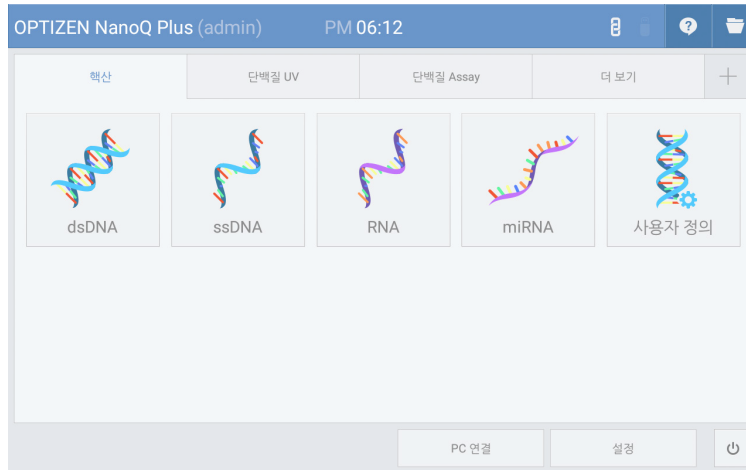 OPTIZEN NanoQ Plus (admin) PM 06:12
핵산 단백질 UV 단백질 Assay 더 보기
dsDNA ssDNA RNA miRNA 사용자 정의
PC 연결 설정